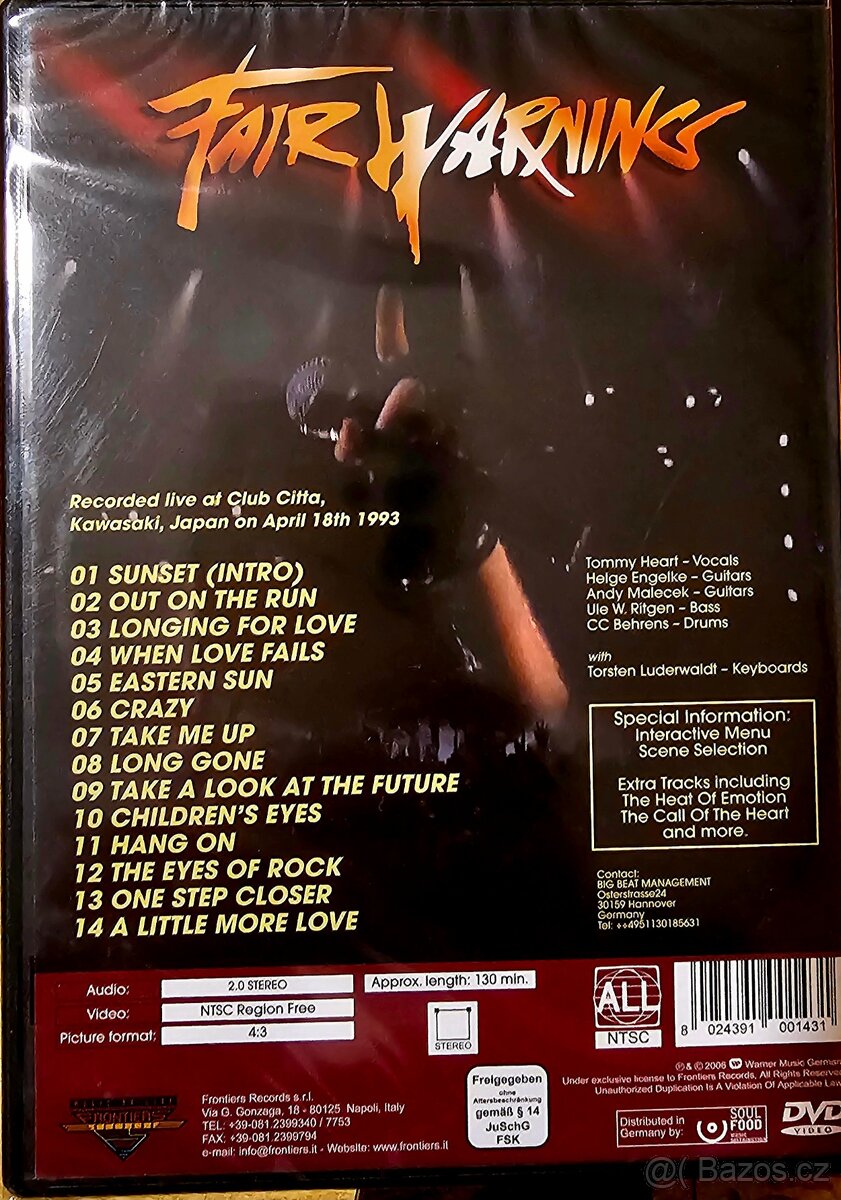 FAIR WARNING
Recorded live at Club Citta,
Kawasaki, Japan on April 18th 1993
01 SUNSET (INTRO)
02 OUT ON THE RUN
03 LONGING FOR LOVE
04 WHEN LOVE FAILS
05 EASTERN SUN
06 CRAZY
07 TAKE ME UP
08 LONG GONE
09 TAKE A LOOK AT THE FUTURE
10 CHILDREN'S EYES
11 HANG ON
12 THE EYES OF ROCK
13 ONE STEP CLOSER
14 A LITTLE MORE LOVE
Tommy Heart – Vocals
Helge Engelke – Guitars
Andy Malecek – Guitars
Ule W. Ritgen – Bass
CC Behrens – Drums
with
Torsten Luderwaldt – Keyboards
Special Information:
Interactive Menu
Scene Selection
Extra Tracks including
The Heat Of Emotion
The Call Of The Heart
and more.
Contact:
BIG BEAT MANAGEMENT
Osterstrasse24
30159 Hannover
Germany
Tel: ++4951130185631
Audio: 2.0 STEREO
Video: NTSC Region Free
Picture format: 4:3
Approx. length: 130 min.
STEREO
ALL
NTSC
8 024391 001431
Frontiers Records s.r.l.
Via G. Gonzaga, 18 - 80125 Napoli, Italy
TEL: +39-081.2399340 / 7753
FAX: +39-081.2399794
e-mail: info@frontiers.it - Website: www.frontiers.it
FRONTIERS
Freigegeben
ohne
Altersbeschränkung
gemäß § 14
JuSchG
FSK
℗ & © 2006 Warner Music German
Under exclusive license to Frontiers Records, All Rights Reserve
Unauthorized Duplication Is A Violation Of Applicable Law
Distributed in
Germany by:
SOUL
FOOD
DVD
VIDEO
@( Bazos.cz